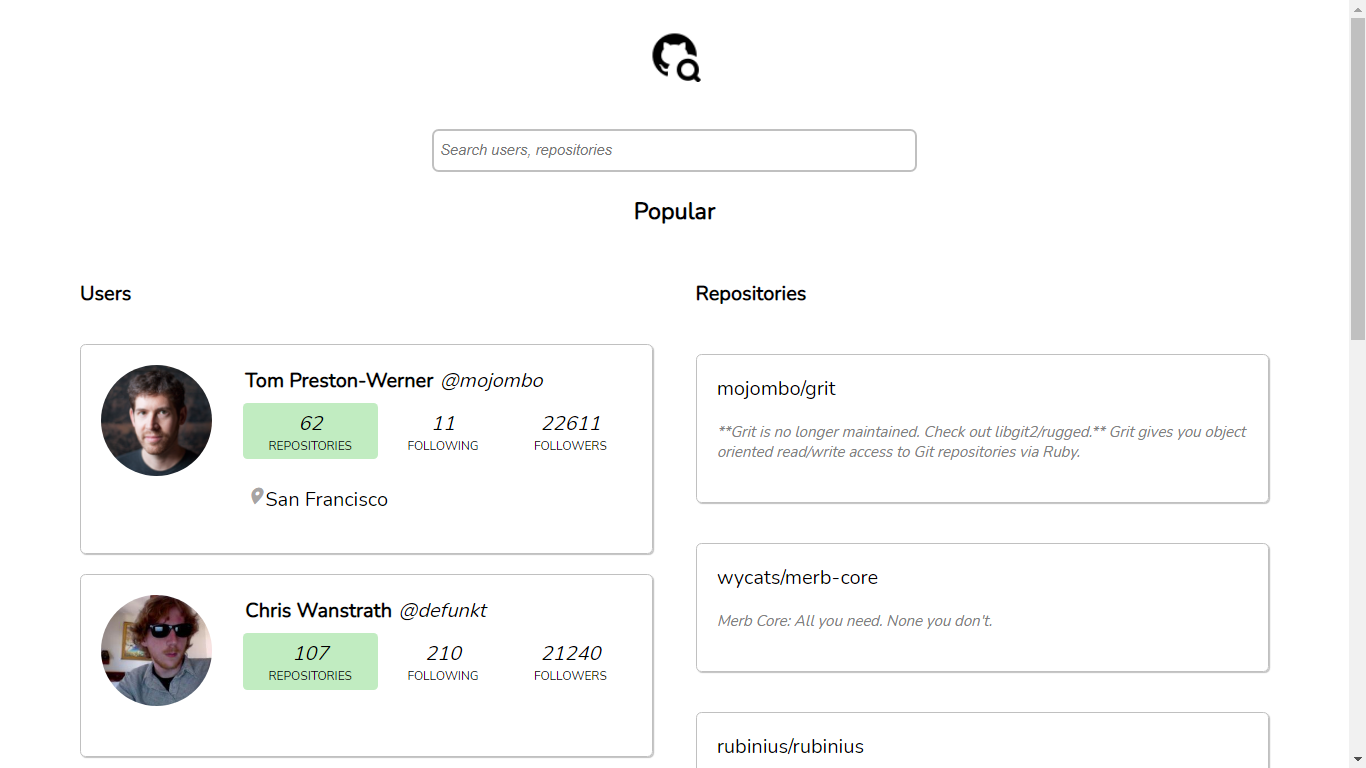 Search users, repositories
Popular
Users
Tom Preston-Werner @mojombo
62 11 22611
REPOSITORIES FOLLOWING FOLLOWERS
San Francisco
Chris Wanstrath @defunkt
107 210 21240
REPOSITORIES FOLLOWING FOLLOWERS
Repositories
mojombo/grit
**Grit is no longer maintained. Check out libgit2/rugged.** Grit gives you object
oriented read/write access to Git repositories via Ruby.
wycats/merb-core
Merb Core: All you need. None you don't.
rubinius/rubinius